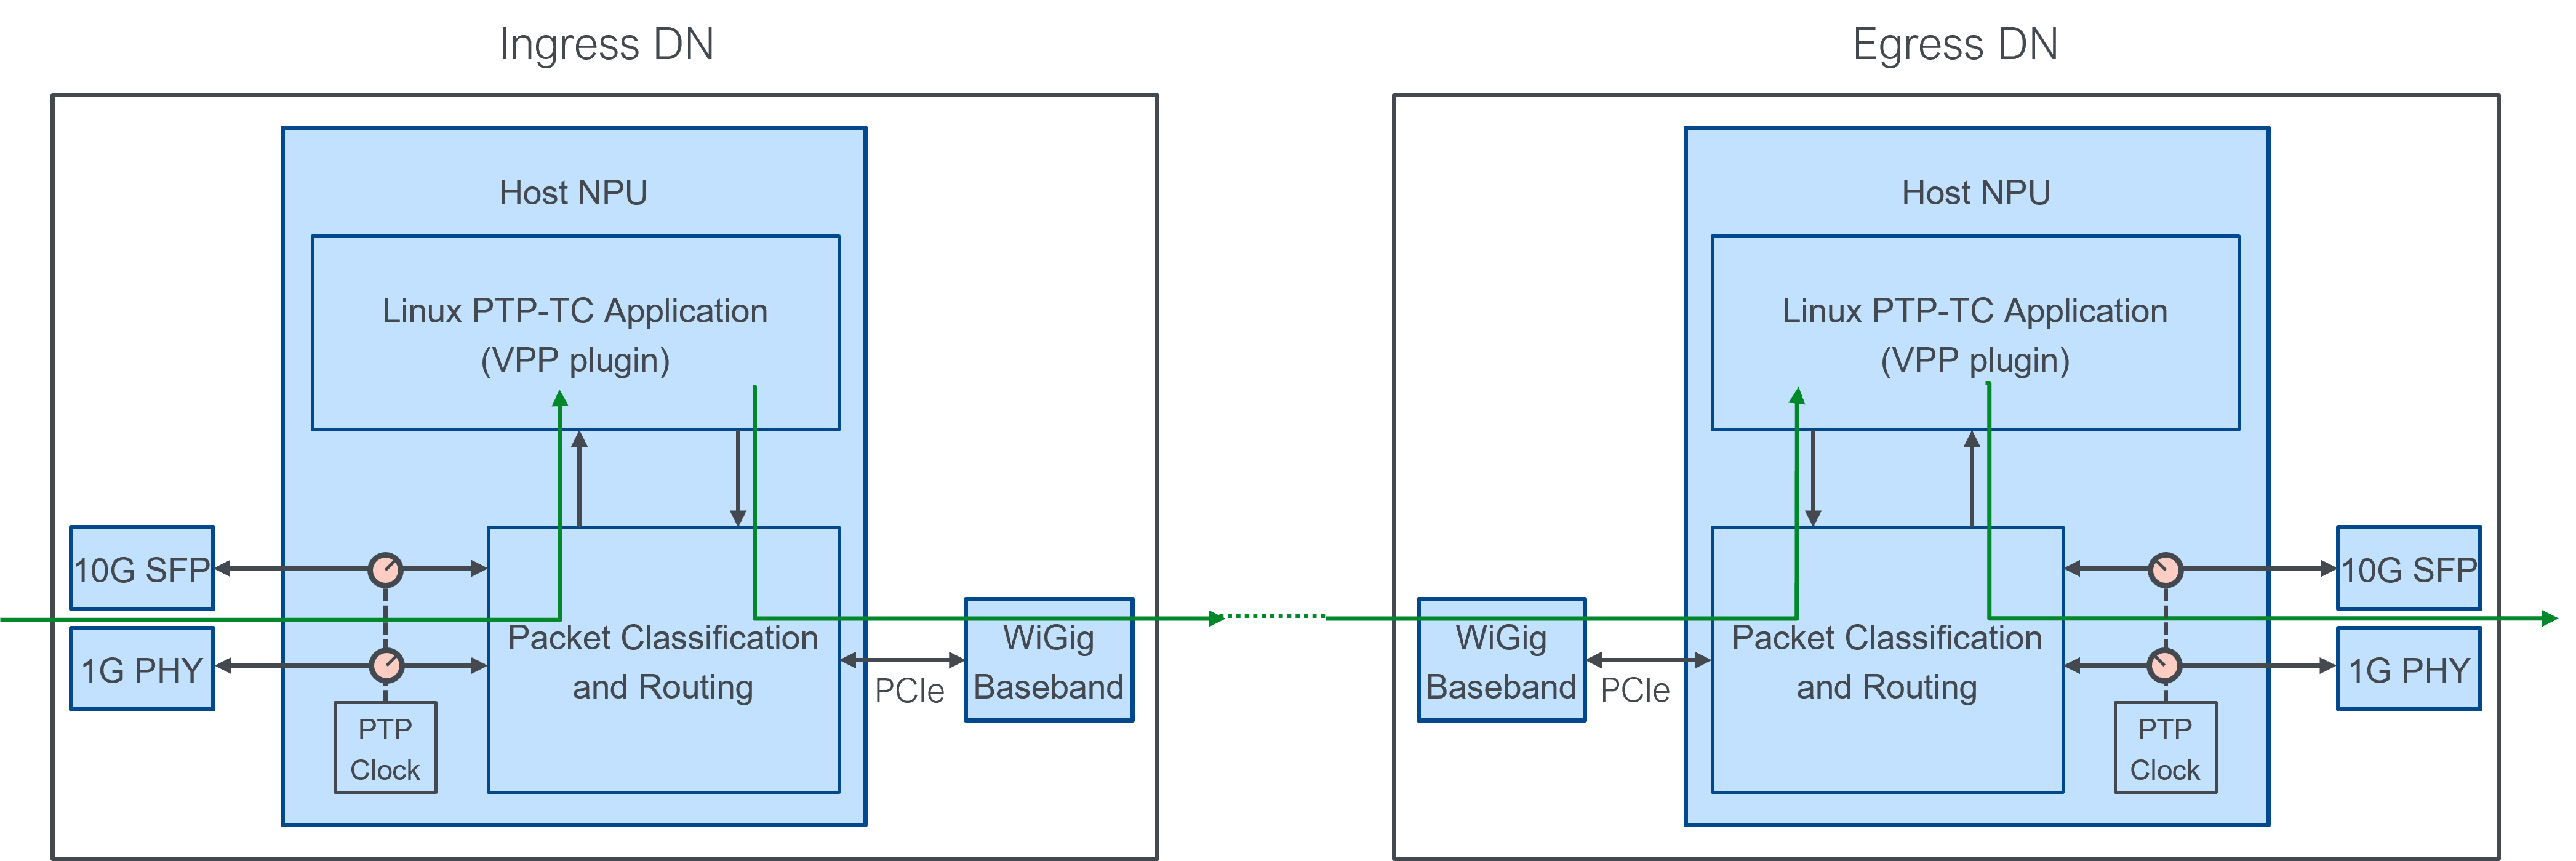 Ingress DN
Host NPU
Linux PTP-TC Application
(VPP plugin)
10G SFP
1G PHY
Packet Classification
and Routing
PTP
Clock
PCIe
WiGig
Baseband
Egress DN
Host NPU
Linux PTP-TC Application
(VPP plugin)
WiGig
Baseband
PCIe
Packet Classification
and Routing
PTP
Clock
10G SFP
1G PHY